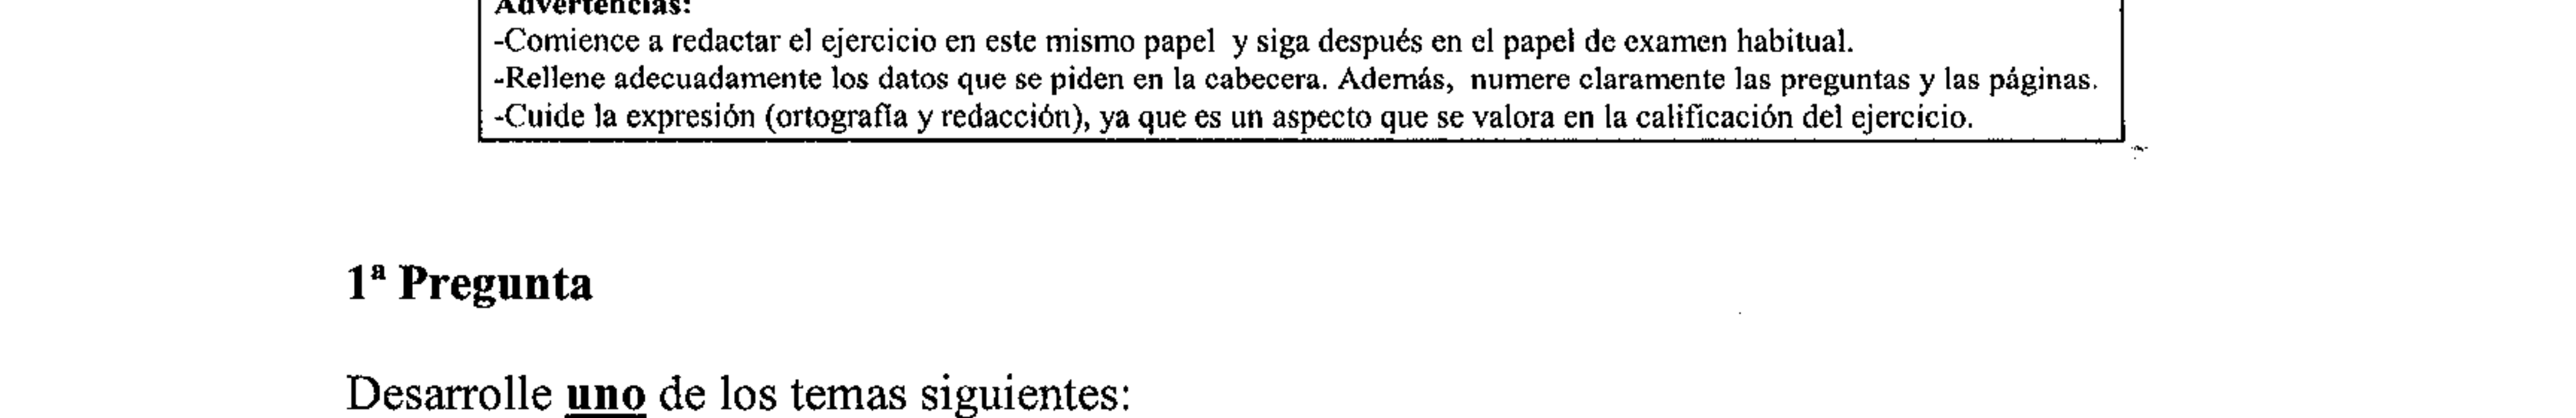 Advertencias:
-Comience a redactar el ejercicio en este mismo papel y siga después en el papel de examen habitual.
-Rellene adecuadamente los datos que se piden en la cabecera. Además, numere claramente las preguntas y las páginas.
-Cuide la expresión (ortografía y redacción), ya que es un aspecto que se valora en la calificación del ejercicio.
1ª Pregunta
Desarrolle uno de los temas siguientes: